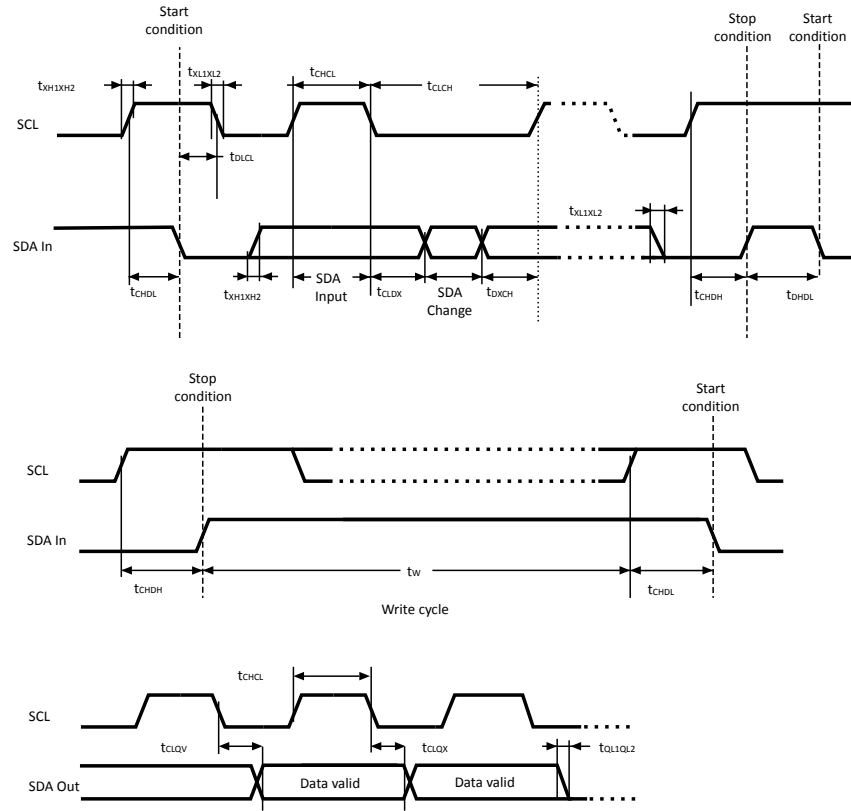 Start
condition
Stop
condition
Start
condition
tXH1XH2
tXL1XL2
tCHCL
tCLCH
SCL
tDLCL
tXL1XL2
SDA In
tCHDL
tXH1XH2
SDA
Input
tCLDX
SDA
Change
tDXCH
tCHDH
tDHDL
Stop
condition
Start
condition
SCL
SDA In
tCHDH
tW
tCHDL
Write cycle
tCHCL
SCL
tCLQV
tCLQX
tQL1QL2
SDA Out
Data valid
Data valid